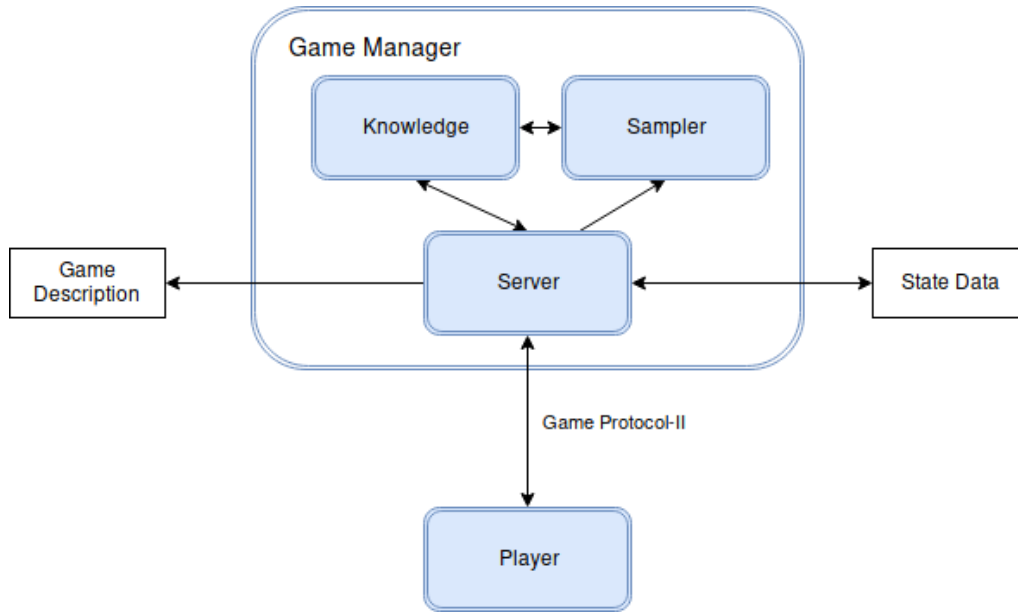 Game Manager
Knowledge
Sampler
Game
Description
Server
State Data
Game Protocol-II
Player